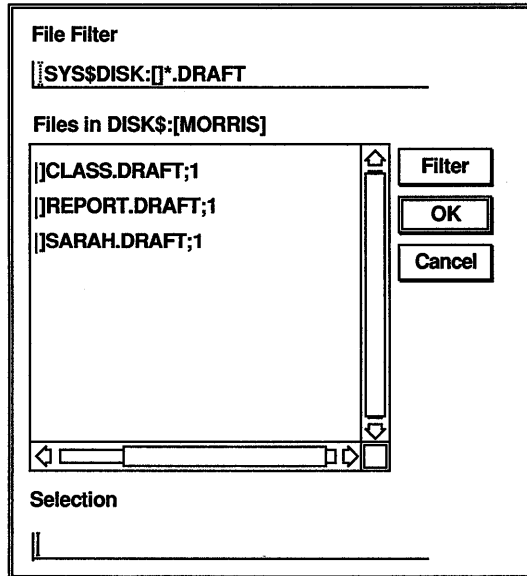 File Filter
SYS$DISK:[]*.DRAFT
Files in DISK$:[MORRIS]
|]CLASS.DRAFT;1
|]REPORT.DRAFT;1
|]SARAH.DRAFT;1
Filter
OK
Cancel
Selection